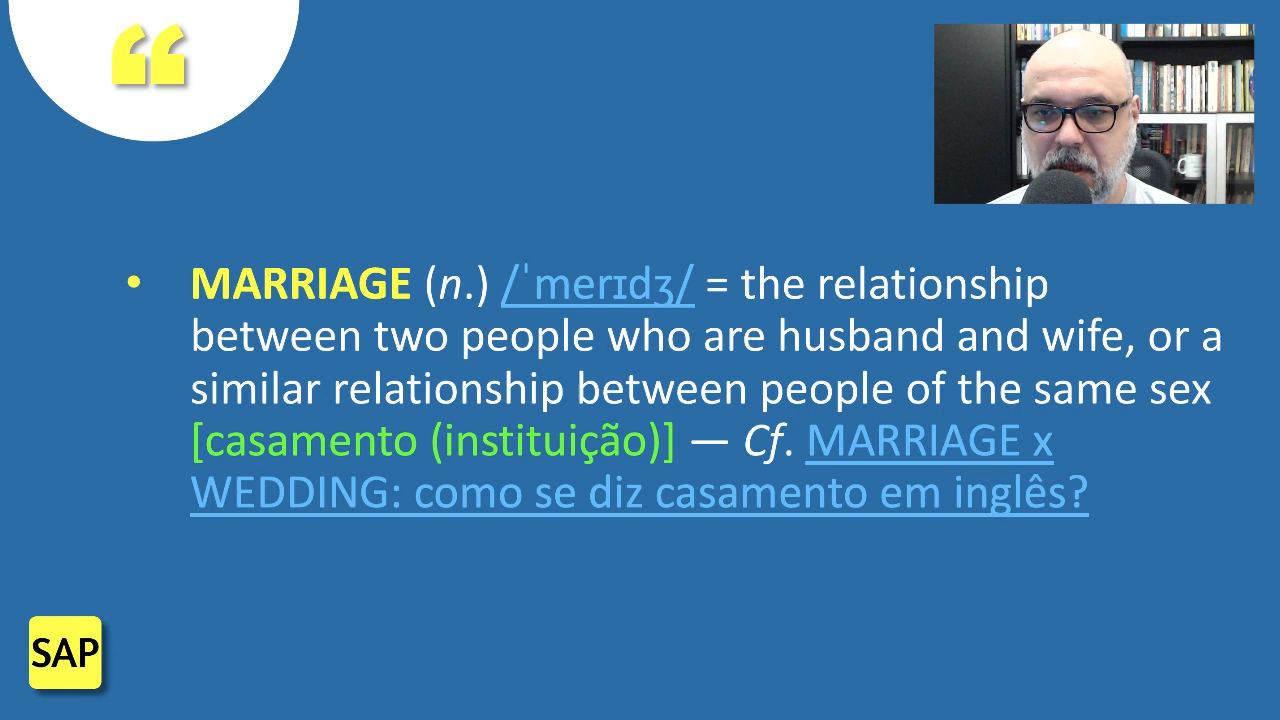 “
• MARRIAGE (n.) /ˈmerɪdʒ/ = the relationship
between two people who are husband and wife, or a
similar relationship between people of the same sex
[casamento (instituição)] — Cf. MARRIAGE x
WEDDING: como se diz casamento em inglês?
SAP